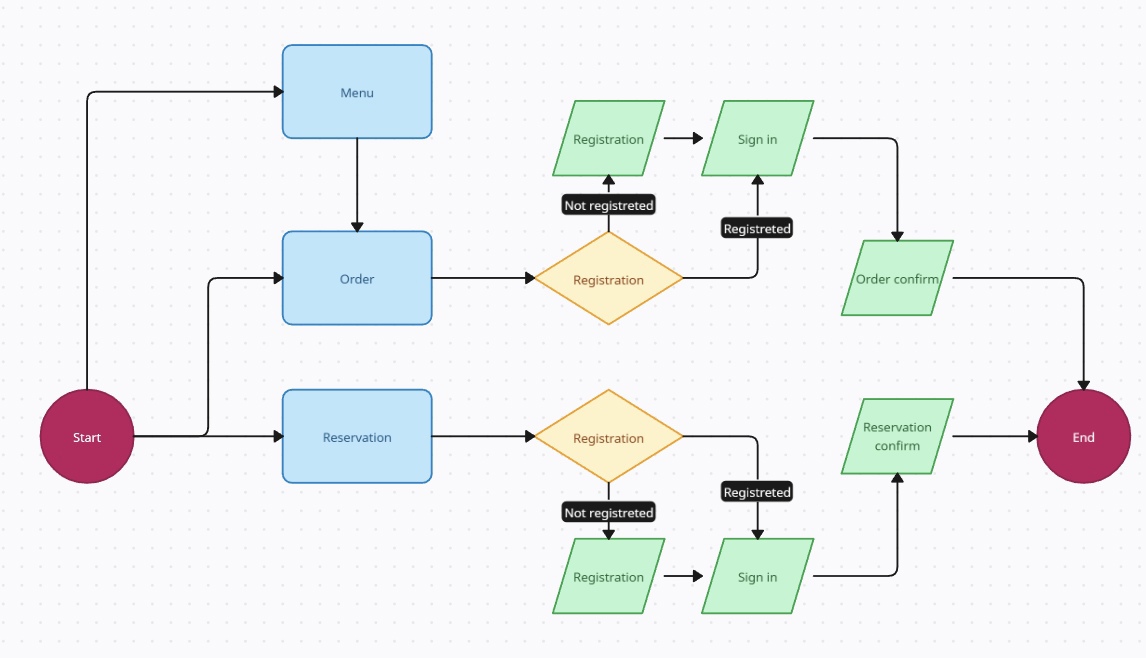 Menu
Registration
Sign in
Not registreted
Registreted
Order
Registration
Order confirm
Start
Reservation
Registration
Reservation
confirm
End
Registreted
Not registreted
Registration
Sign in